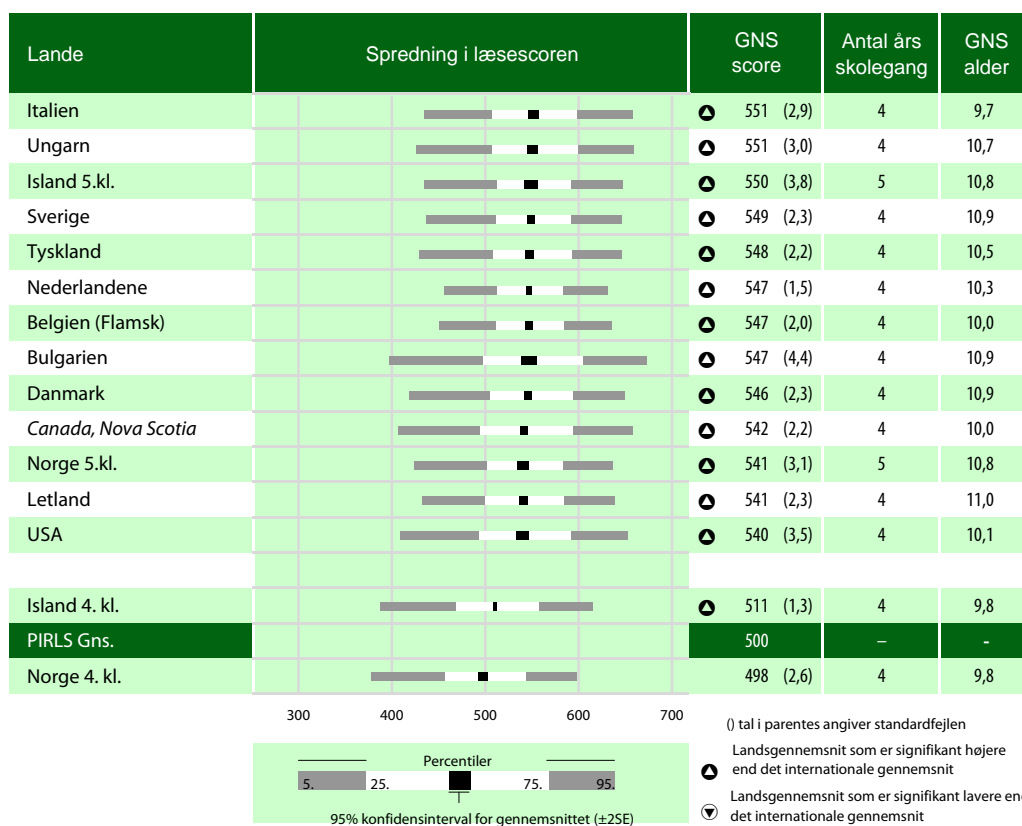 Lande Spredning i læsescoren GNS score Antal års skolegang GNS alder
Italien 551 (2,9) 4 9,7
Ungarn 551 (3,0) 4 10,7
Island 5.kl. 550 (3,8) 5 10,8
Sverige 549 (2,3) 4 10,9
Tyskland 548 (2,2) 4 10,5
Nederlandene 547 (1,5) 4 10,3
Belgien (Flamsk) 547 (2,0) 4 10,0
Bulgarien 547 (4,4) 4 10,9
Danmark 546 (2,3) 4 10,9
Canada, Nova Scotia 542 (2,2) 4 10,0
Norge 5.kl. 541 (3,1) 5 10,8
Letland 541 (2,3) 4 11,0
USA 540 (3,5) 4 10,1
Island 4. kl. 511 (1,3) 4 9,8
PIRLS Gns. 500 – -
Norge 4. kl. 498 (2,6) 4 9,8
300 400 500 600 700
Percentiler
5. 25. 75. 95.
95% konfidensinterval for gennemsnittet (±2SE)
() tal i parentes angiver standardfejlen
Landsgennemsnit som er signifikant højere
end det internationale gennemsnit
Landsgennemsnit som er signifikant lavere end
det internationale gennemsnit